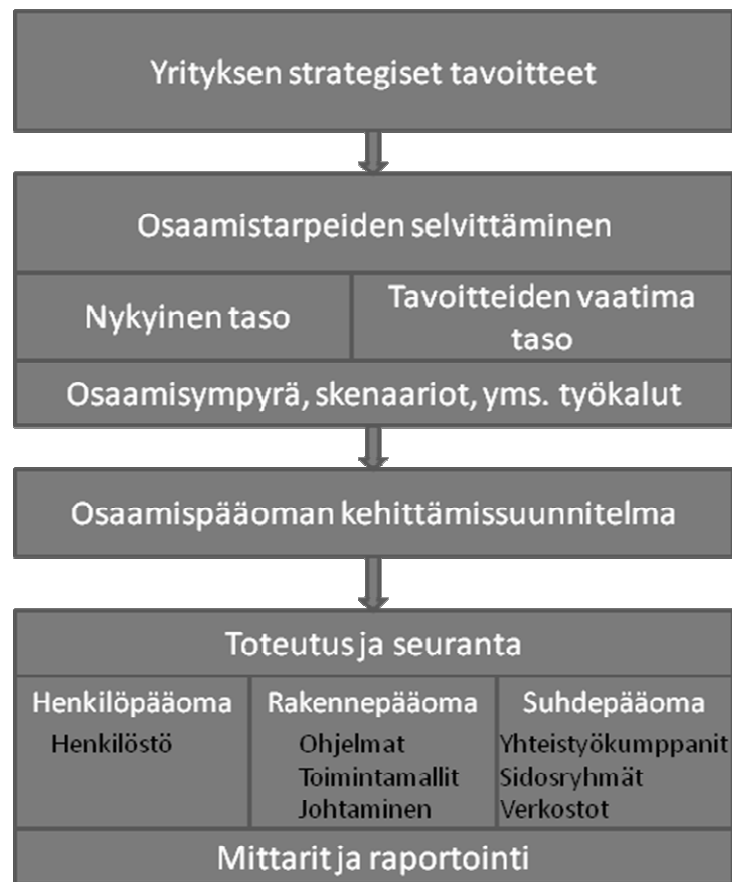 Yrityksen strategiset tavoitteet
Osaamistarpeiden selvittäminen
Nykyinen taso
Tavoitteiden vaatima
taso
Osaamisympyrä, skenaariot, yms. työkalut
Osaamispääoman kehittämissuunnitelma
Toteutus ja seuranta
Henkilöpääoma
Henkilöstö
Rakennepääoma
Ohjelmat
Toimintamallit
Johtaminen
Suhdepääoma
Yhteistyökumppanit
Sidosryhmät
Verkostot
Mittarit ja raportointi